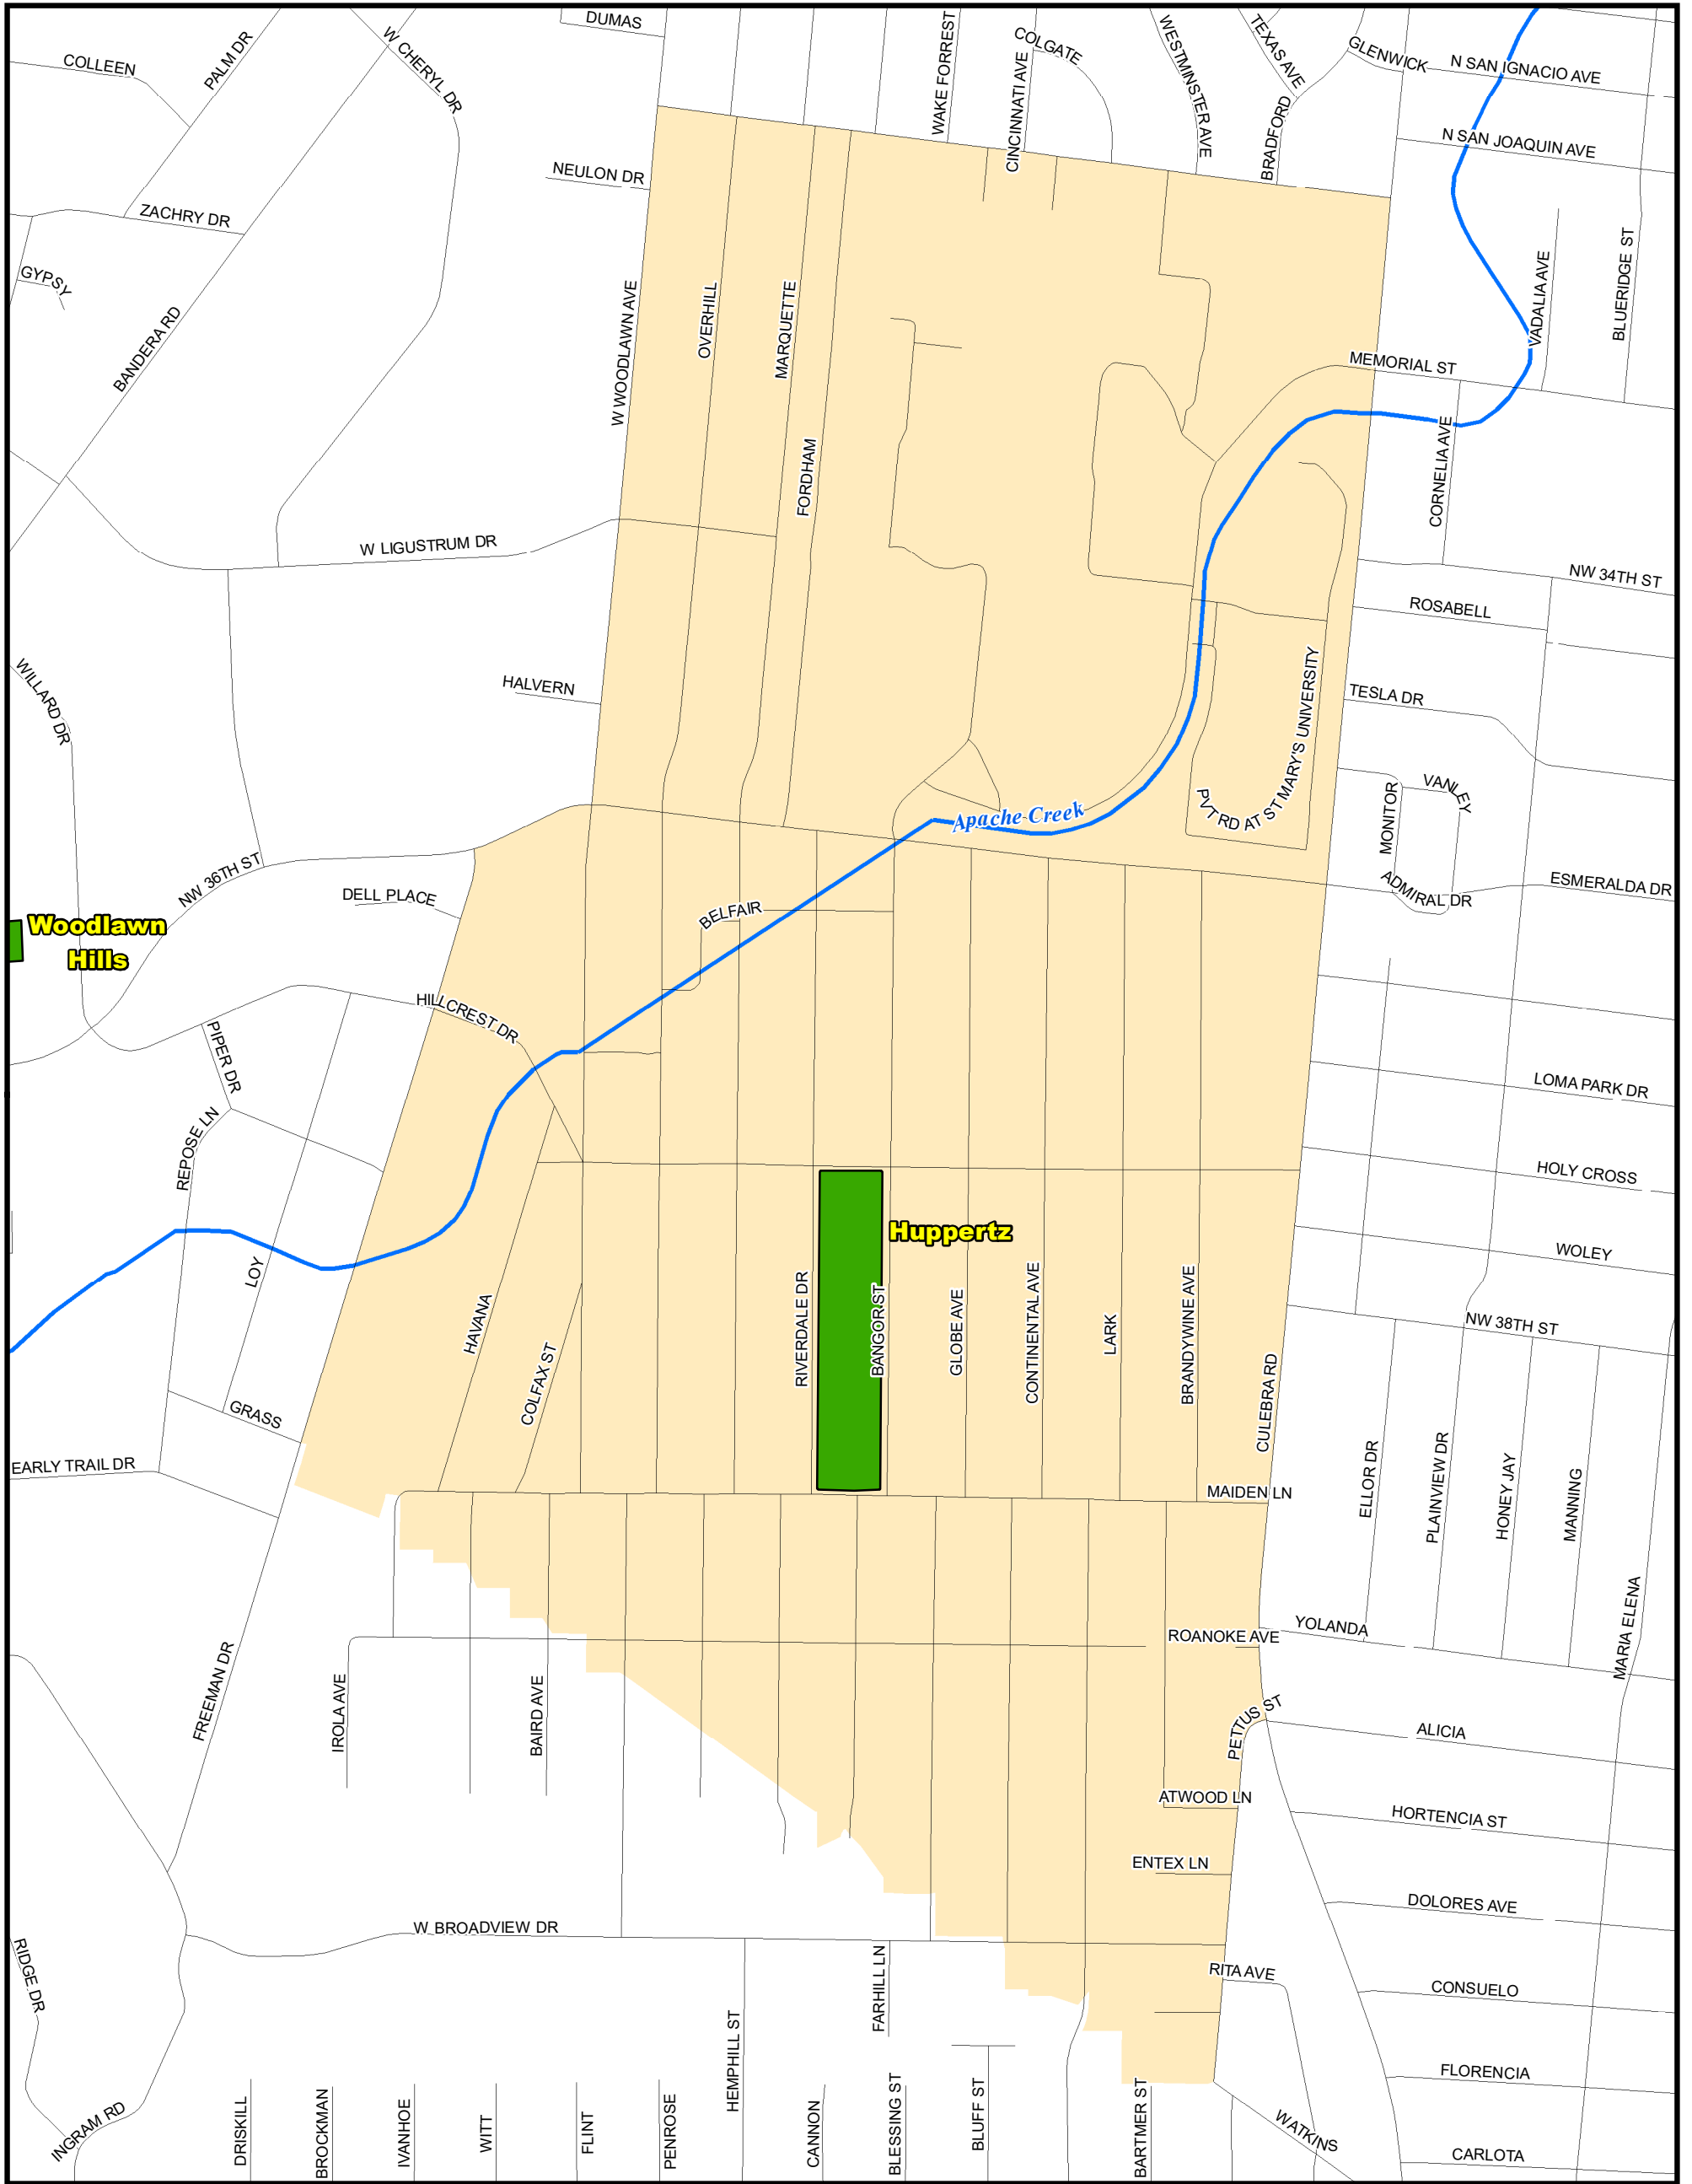 DUMAS
COLLEEN
PALM DR
W CHERYL DR
WAKE FORREST
CINCINNATI AVE
COLGATE
WESTMINSTER AVE
TEXAS AVE
GLENWICK
N SAN IGNACIO AVE
BRADFORD
N SAN JOAQUIN AVE
NEULON DR
ZACHRY DR
GYPSY
BANDERA RD
W WOODLAWN AVE
OVERHILL
MARQUETTE
FORDHAM
VADALIA AVE
BLUERIDGE ST
MEMORIAL ST
CORNELIA AVE
W LIGUSTRUM DR
NW 34TH ST
ROSABELL
WILLARD DR
HALVERN
TESLA DR
PVT RD AT ST MARY'S UNIVERSITY
MONITOR
VANLEY
Apache Creek
NW 36TH ST
DELL PLACE
BELFAIR
ADMIRAL DR
ESMERALDA DR
Woodlawn
Hills
HILLCREST DR
PIPER DR
REPOSE LN
LOMA PARK DR
HOLY CROSS
Huppertz
WOLEY
LOY
HAVANA
COLFAX ST
RIVERDALE DR
BANGOR ST
GLOBE AVE
CONTINENTAL AVE
LARK
BRANDYWINE AVE
CULEBRA RD
NW 38TH ST
GRASS
EARLY TRAIL DR
MAIDEN LN
ELLOR DR
PLAINVIEW DR
HONEY JAY
MANNING
MARIA ELENA
ROANOKE AVE
YOLANDA
FREEMAN DR
IROLA AVE
BAIRD AVE
PETTUS ST
ALICIA
ATWOOD LN
HORTENCIA ST
ENTEX LN
DOLORES AVE
W BROADVIEW DR
RIDGE DR
FARHILL LN
RITA AVE
CONSUELO
HEMPHILL ST
FLORENCIA
INGRAM RD
DRISKILL
BROCKMAN
IVANHOE
WITT
FLINT
PENROSE
CANNON
BLESSING ST
BLUFF ST
BARTMER ST
WATKINS
CARLOTA